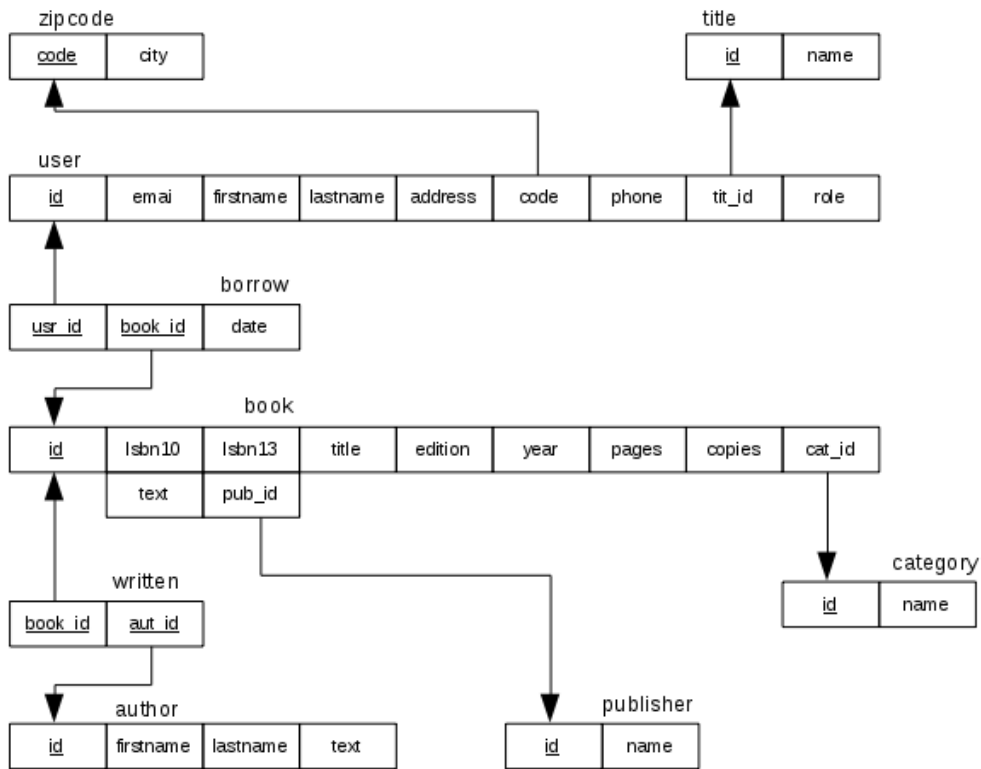 zipcode title
code city id name
user
id emai firstname lastname address code phone tit_id role
borrow
usr_id book_id date
book
id Isbn10 Isbn13 title edition year pages copies cat_id
text pub_id
category
written
id name
book_id aut_id
author publisher
id firstname lastname text id name